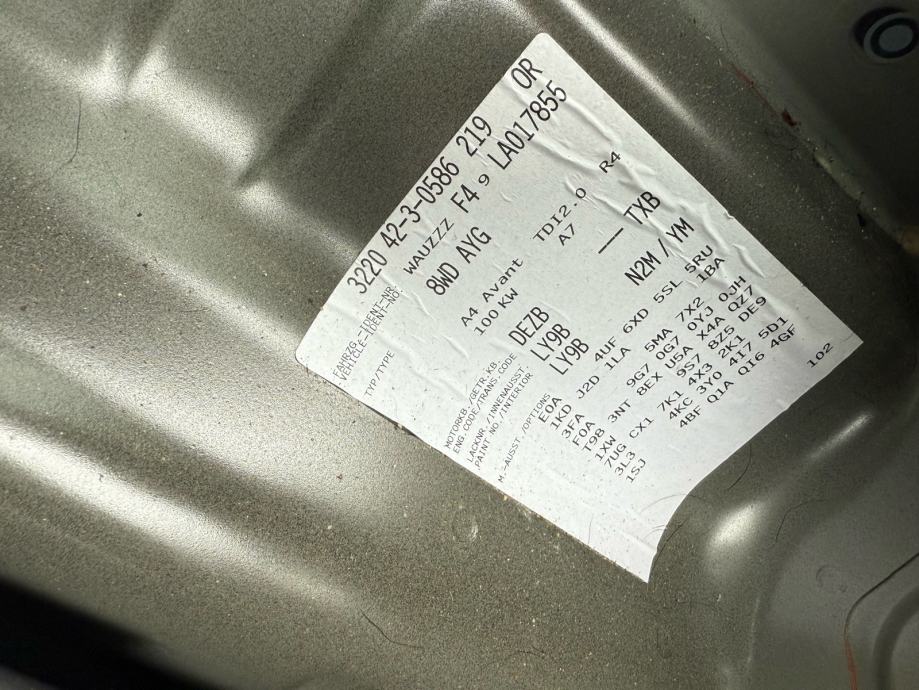 3220 42-3-0586 219 OR
FAHRZG.-IDENT-NR.
VEHICLE-IDENT-NO. WAUZZZ F4 9 LA017855
TYP/TYPE 8WD AYG
A4 Avant TDI2.0 R4
100 KW A7
MOTORKB./GETR.KB.
ENG.CODE/TRANS.CODE DEZB — TXB
LACKNR./INNENAUSST.
PAINT NO./INTERIOR LY9B N2M / YM
LY9B
M.-AUSST./OPTIONS
E0A 4UF 6XD 5SL 5RU
1KD J2D 1LA 1BA
3FA 5MA 7X2
F0A 9G7 0G7 0YJ 0JH
T9B 3NT 8EX U5A X4A QZ7
1XW 9S7 8Z5 DE9
7UG CX1 7K1 4X3 2K1
3L3 4KC 3Y0 4I7 5D1
1SJ 4BF Q1A QI6 4GF
102